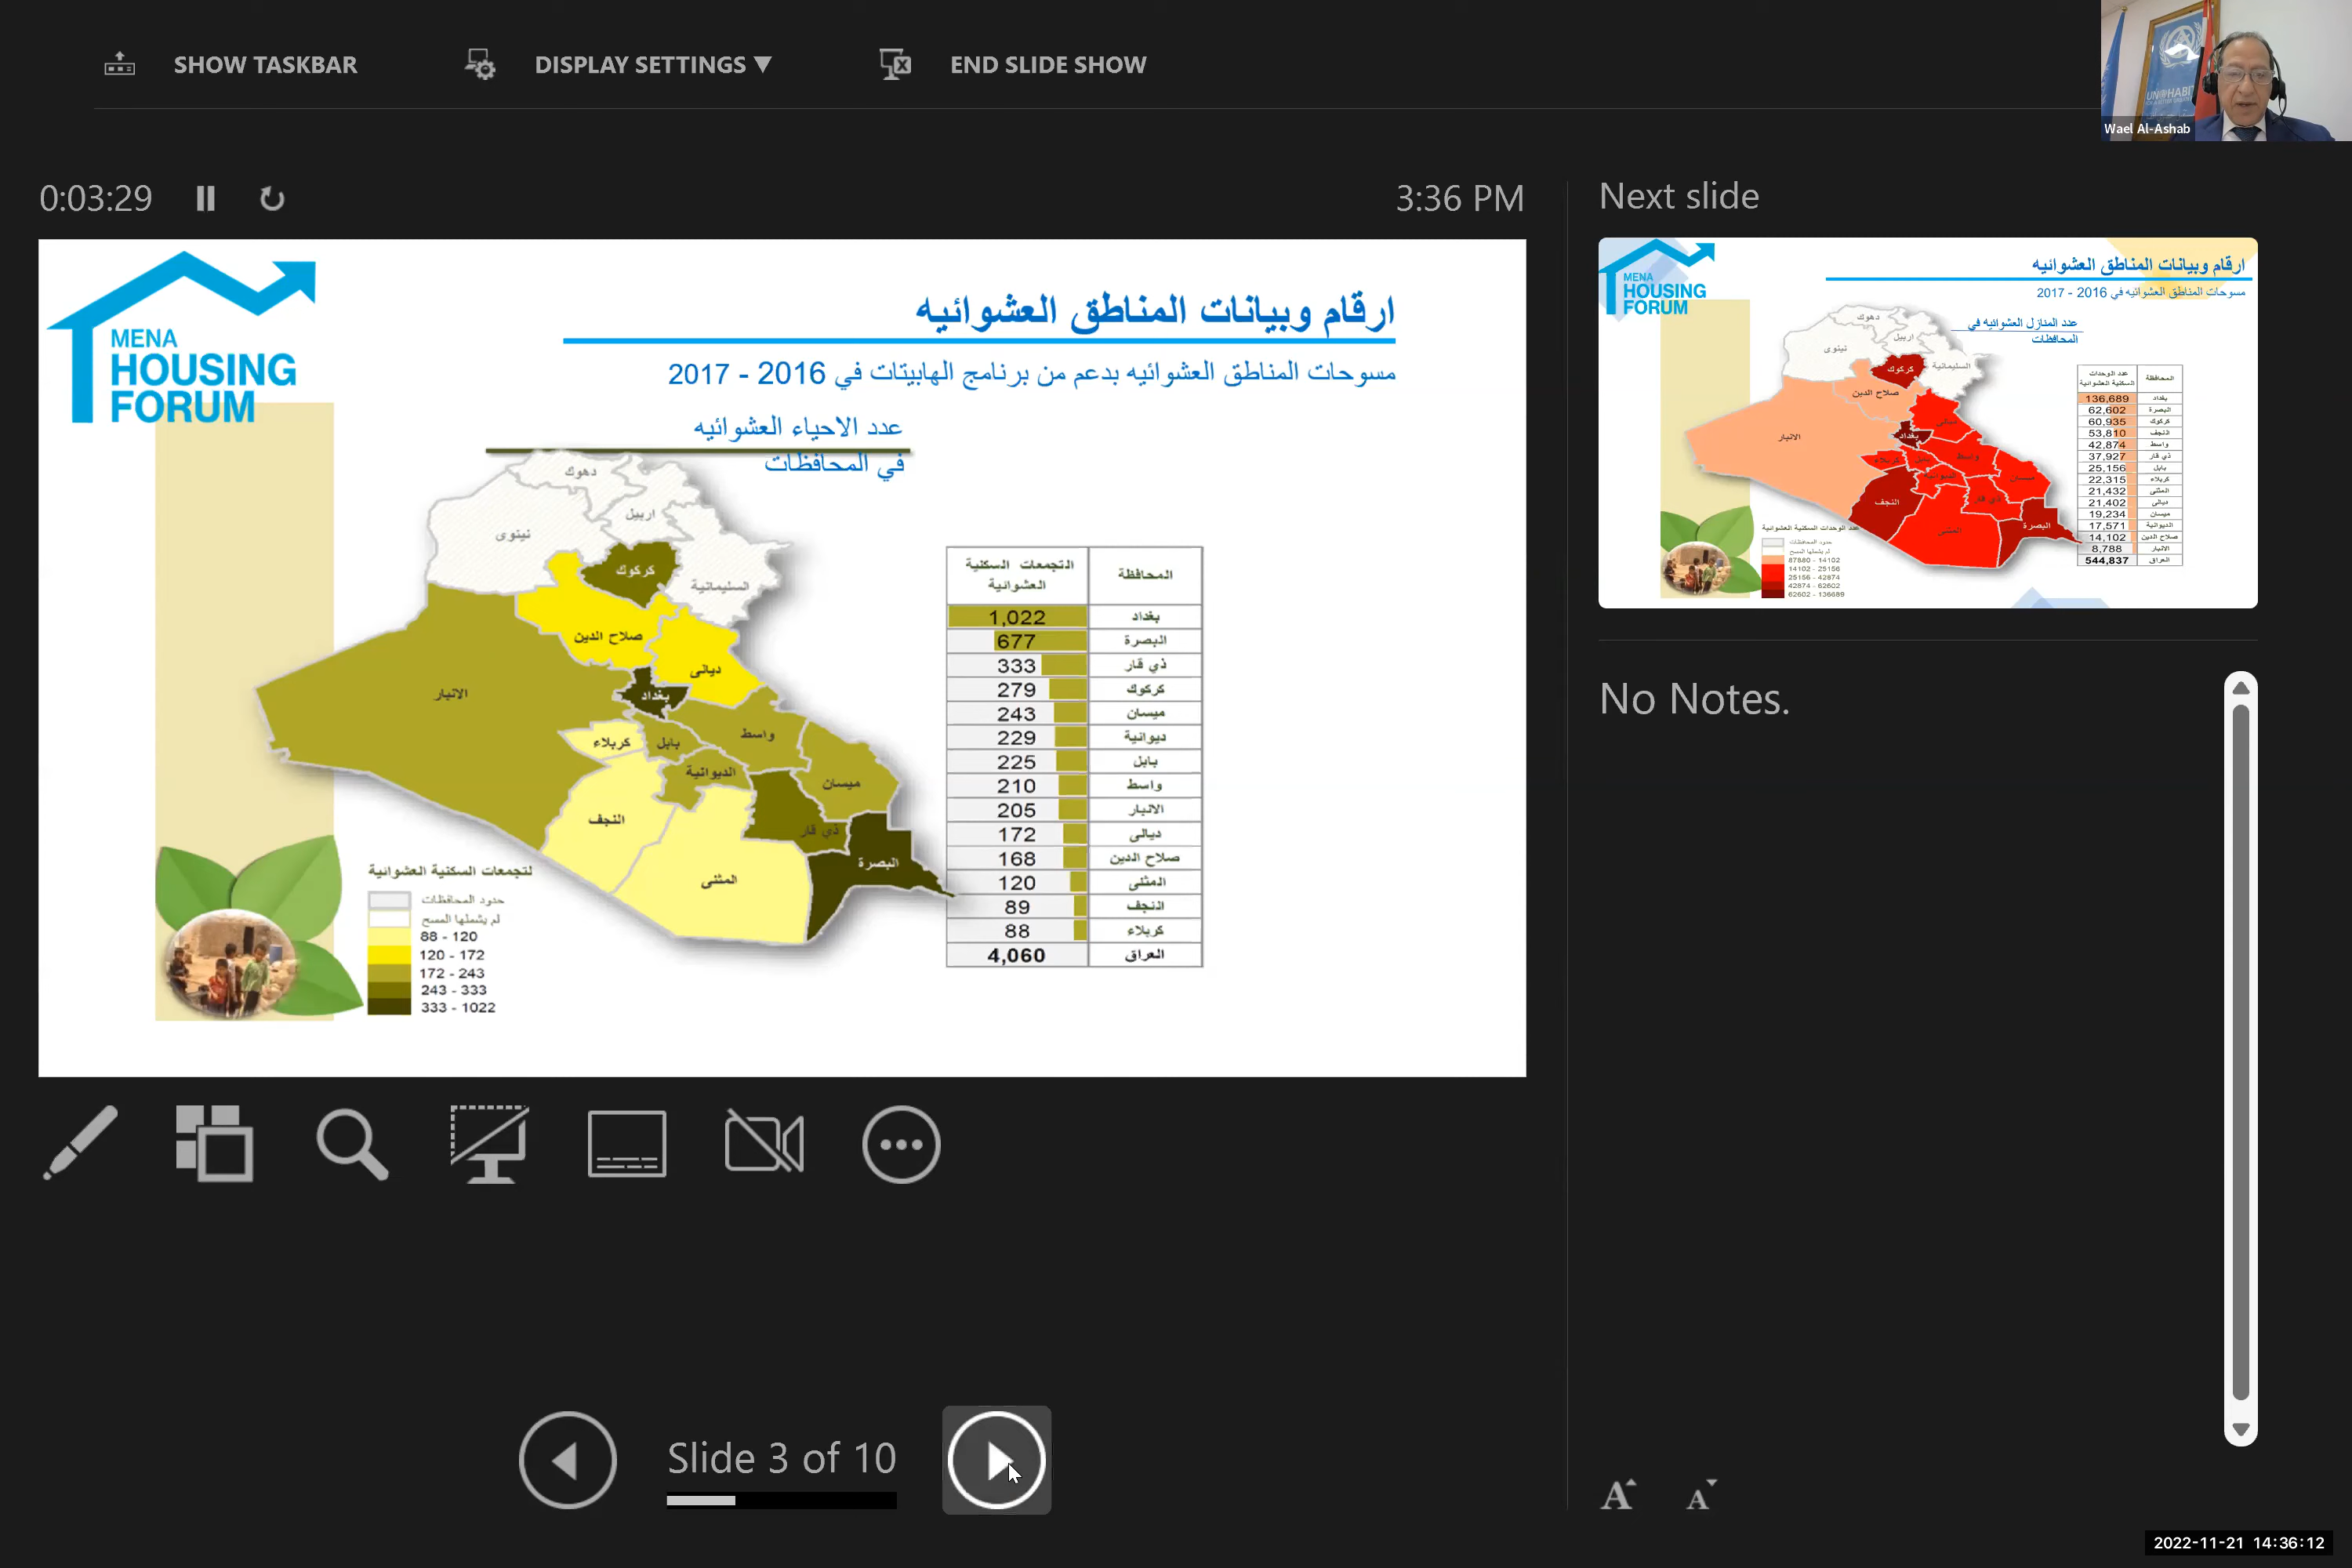 SHOW TASKBAR
DISPLAY SETTINGS ▼
END SLIDE SHOW
UN HABIT
Wael Al-Ashab
0:03:29
3:36 PM
Next slide
MENA
HOUSING
FORUM
ارقام وبيانات المناطق العشوائيه
مسوحات المناطق العشوائيه بدعم من برنامج الهابيتات في 2016 - 2017
عدد الاحياء العشوائيه
في المحافظات
دهوك
اربيل
نينوى
كركوك
السليمانية
صلاح الدين
ديالى
الانبار
بغداد
واسط
كربلاء
بابل
الديوانية
ميسان
النجف
ذي قار
البصرة
المثنى
المحافظة التجمعات السكنية العشوائية
بغداد 1,022
البصرة 677
ذي قار 333
كركوك 279
ميسان 243
ديوانية 229
بابل 225
واسط 210
الانبار 205
ديالى 172
صلاح الدين 168
المثنى 120
النجف 89
كربلاء 88
العراق 4,060
لتجمعات السكنية العشوائية
حدود المحافظات
لم يشملها المسح
88 - 120
120 - 172
172 - 243
243 - 333
333 - 1022
MENA
HOUSING
FORUM
ارقام وبيانات المناطق العشوائيه
مسوحات المناطق العشوائيه في 2016 - 2017
عدد المنازل العشوائيه في
المحافظات
دهوك
اربيل
نينوى
كركوك
السليمانية
صلاح الدين
ديالى
الانبار
بغداد
واسط
كربلاء
بابل
الديوانية
ميسان
النجف
ذي قار
البصرة
المثنى
المحافظة عدد الوحدات السكنية العشوائية
بغداد 136,689
البصرة 62,602
كركوك 60,935
النجف 53,810
واسط 42,874
ذي قار 37,927
بابل 25,156
كربلاء 22,315
المثنى 21,432
ديالى 21,402
ميسان 19,234
الديوانية 17,571
صلاح الدين 14,102
الانبار 8,788
العراق 544,837
عدد الوحدات السكنية العشوائية
حدود المحافظات
لم يشملها المسح
87880 - 14102
14102 - 25156
25156 - 42874
42874 - 62602
62602 - 136689
No Notes.
Slide 3 of 10
A A
2022-11-21 14:36:12